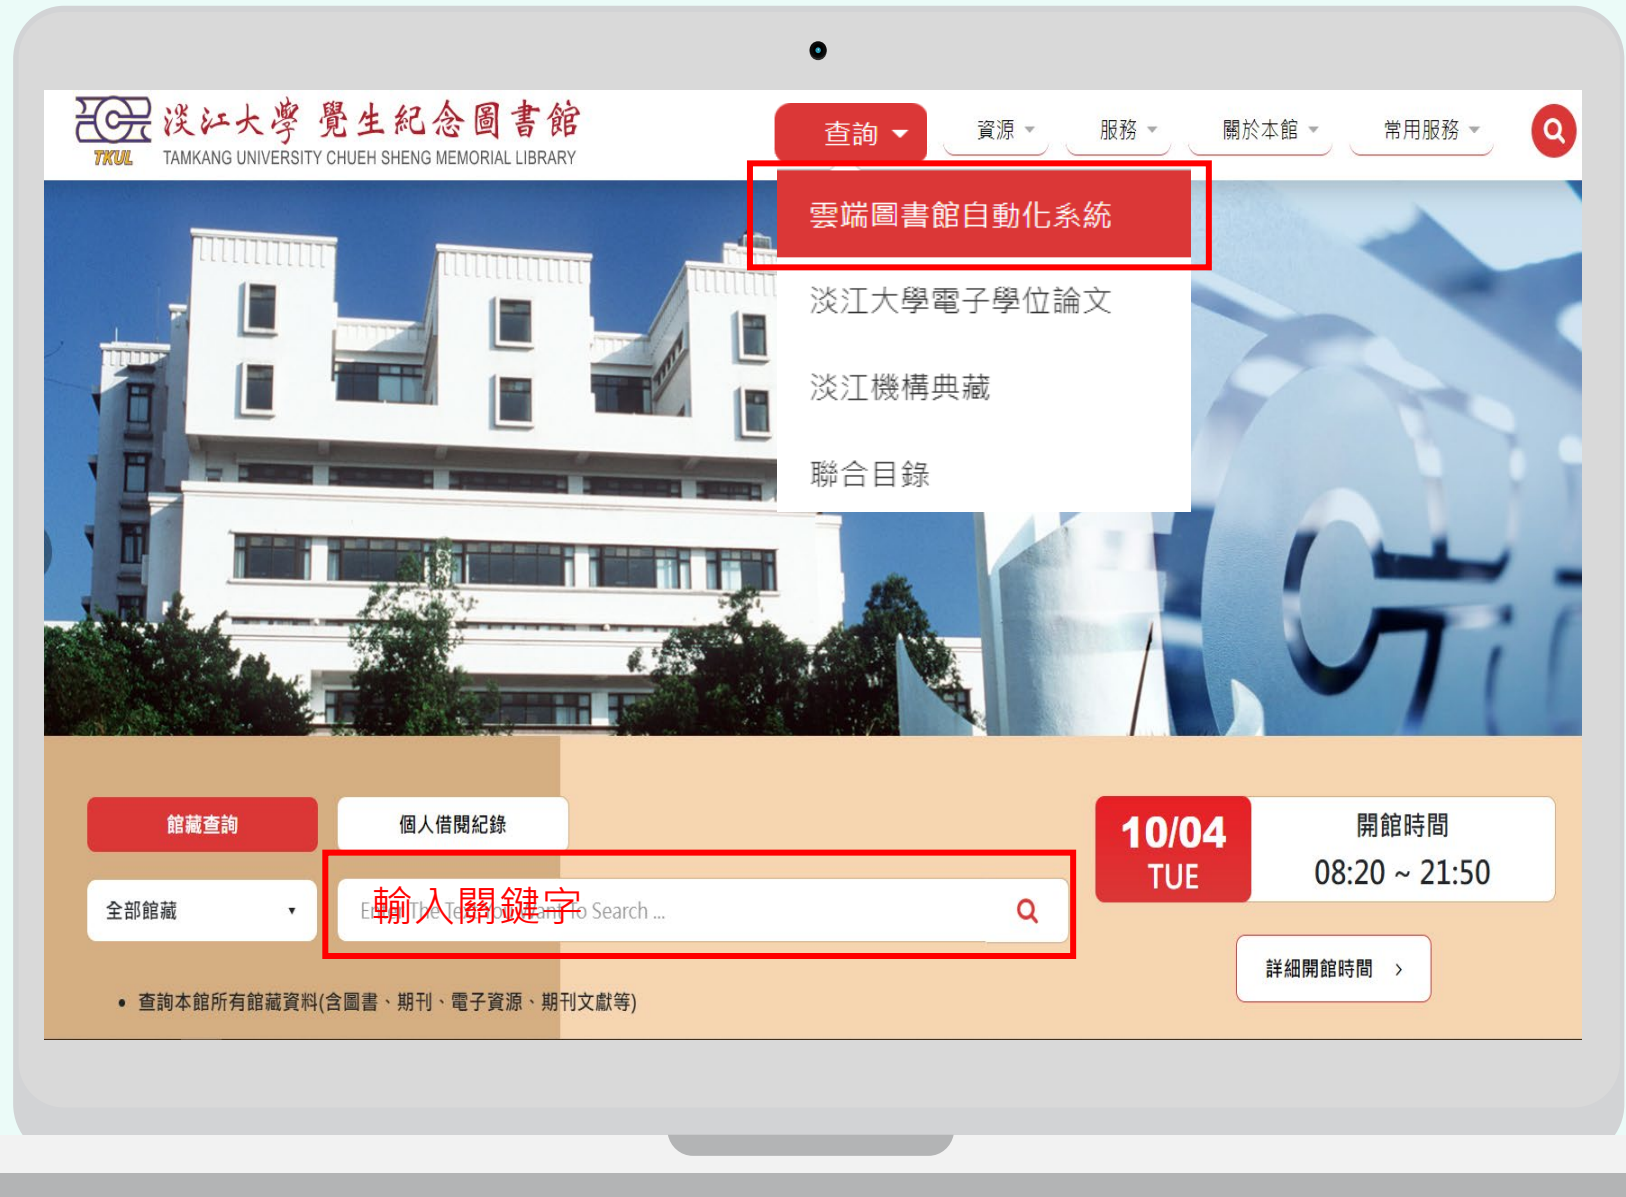 淡江大學 覺生紀念圖書館
TKUL
TAMKANG UNIVERSITY CHUEH SHENG MEMORIAL LIBRARY
查詢
資源
服務
關於本館
常用服務
雲端圖書館自動化系統
淡江大學電子學位論文
淡江機構典藏
聯合目錄
館藏查詢
個人借閱紀錄
全部館藏
輸入關鍵字
Enter The Text You Want To Search ...
查詢本館所有館藏資料(含圖書、期刊、電子資源、期刊文獻等)
10/04
TUE
開館時間
08:20 ~ 21:50
詳細開館時間